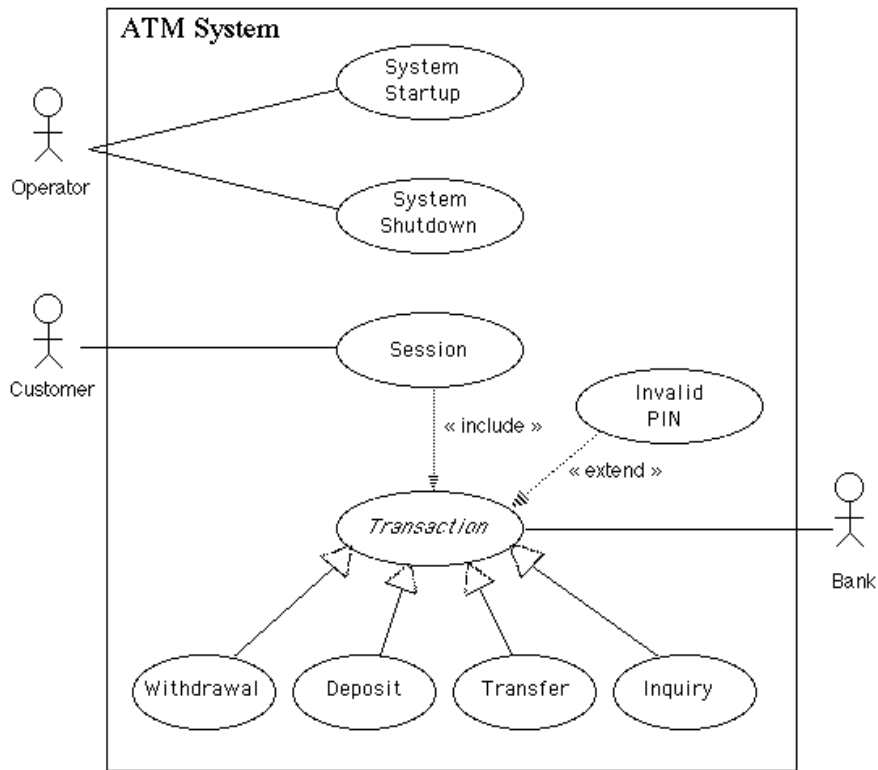 ATM System
System
Startup
Operator
System
Shutdown
Session
Customer
Invalid
PIN
« include »
« extend »
Transaction
Bank
Withdrawal
Deposit
Transfer
Inquiry